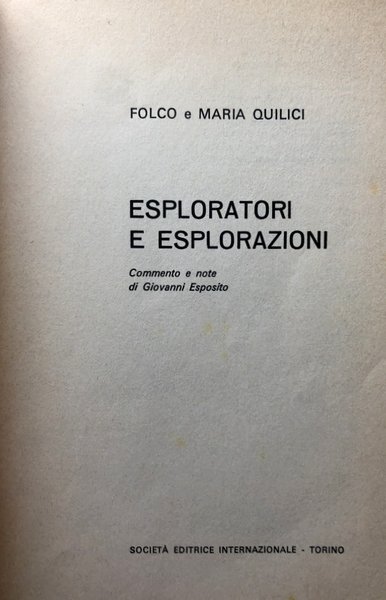 FOLCO e MARIA QUILICI
ESPLORATORI
E ESPLORAZIONI
Commento e note
di Giovanni Esposito
SOCIETÀ EDITRICE INTERNAZIONALE - TORINO